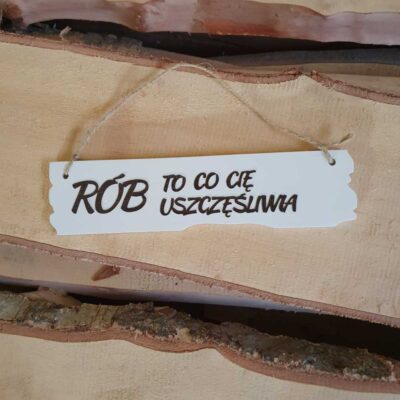 RÓB TO CO CIĘ
USZCZĘŚLIWIA